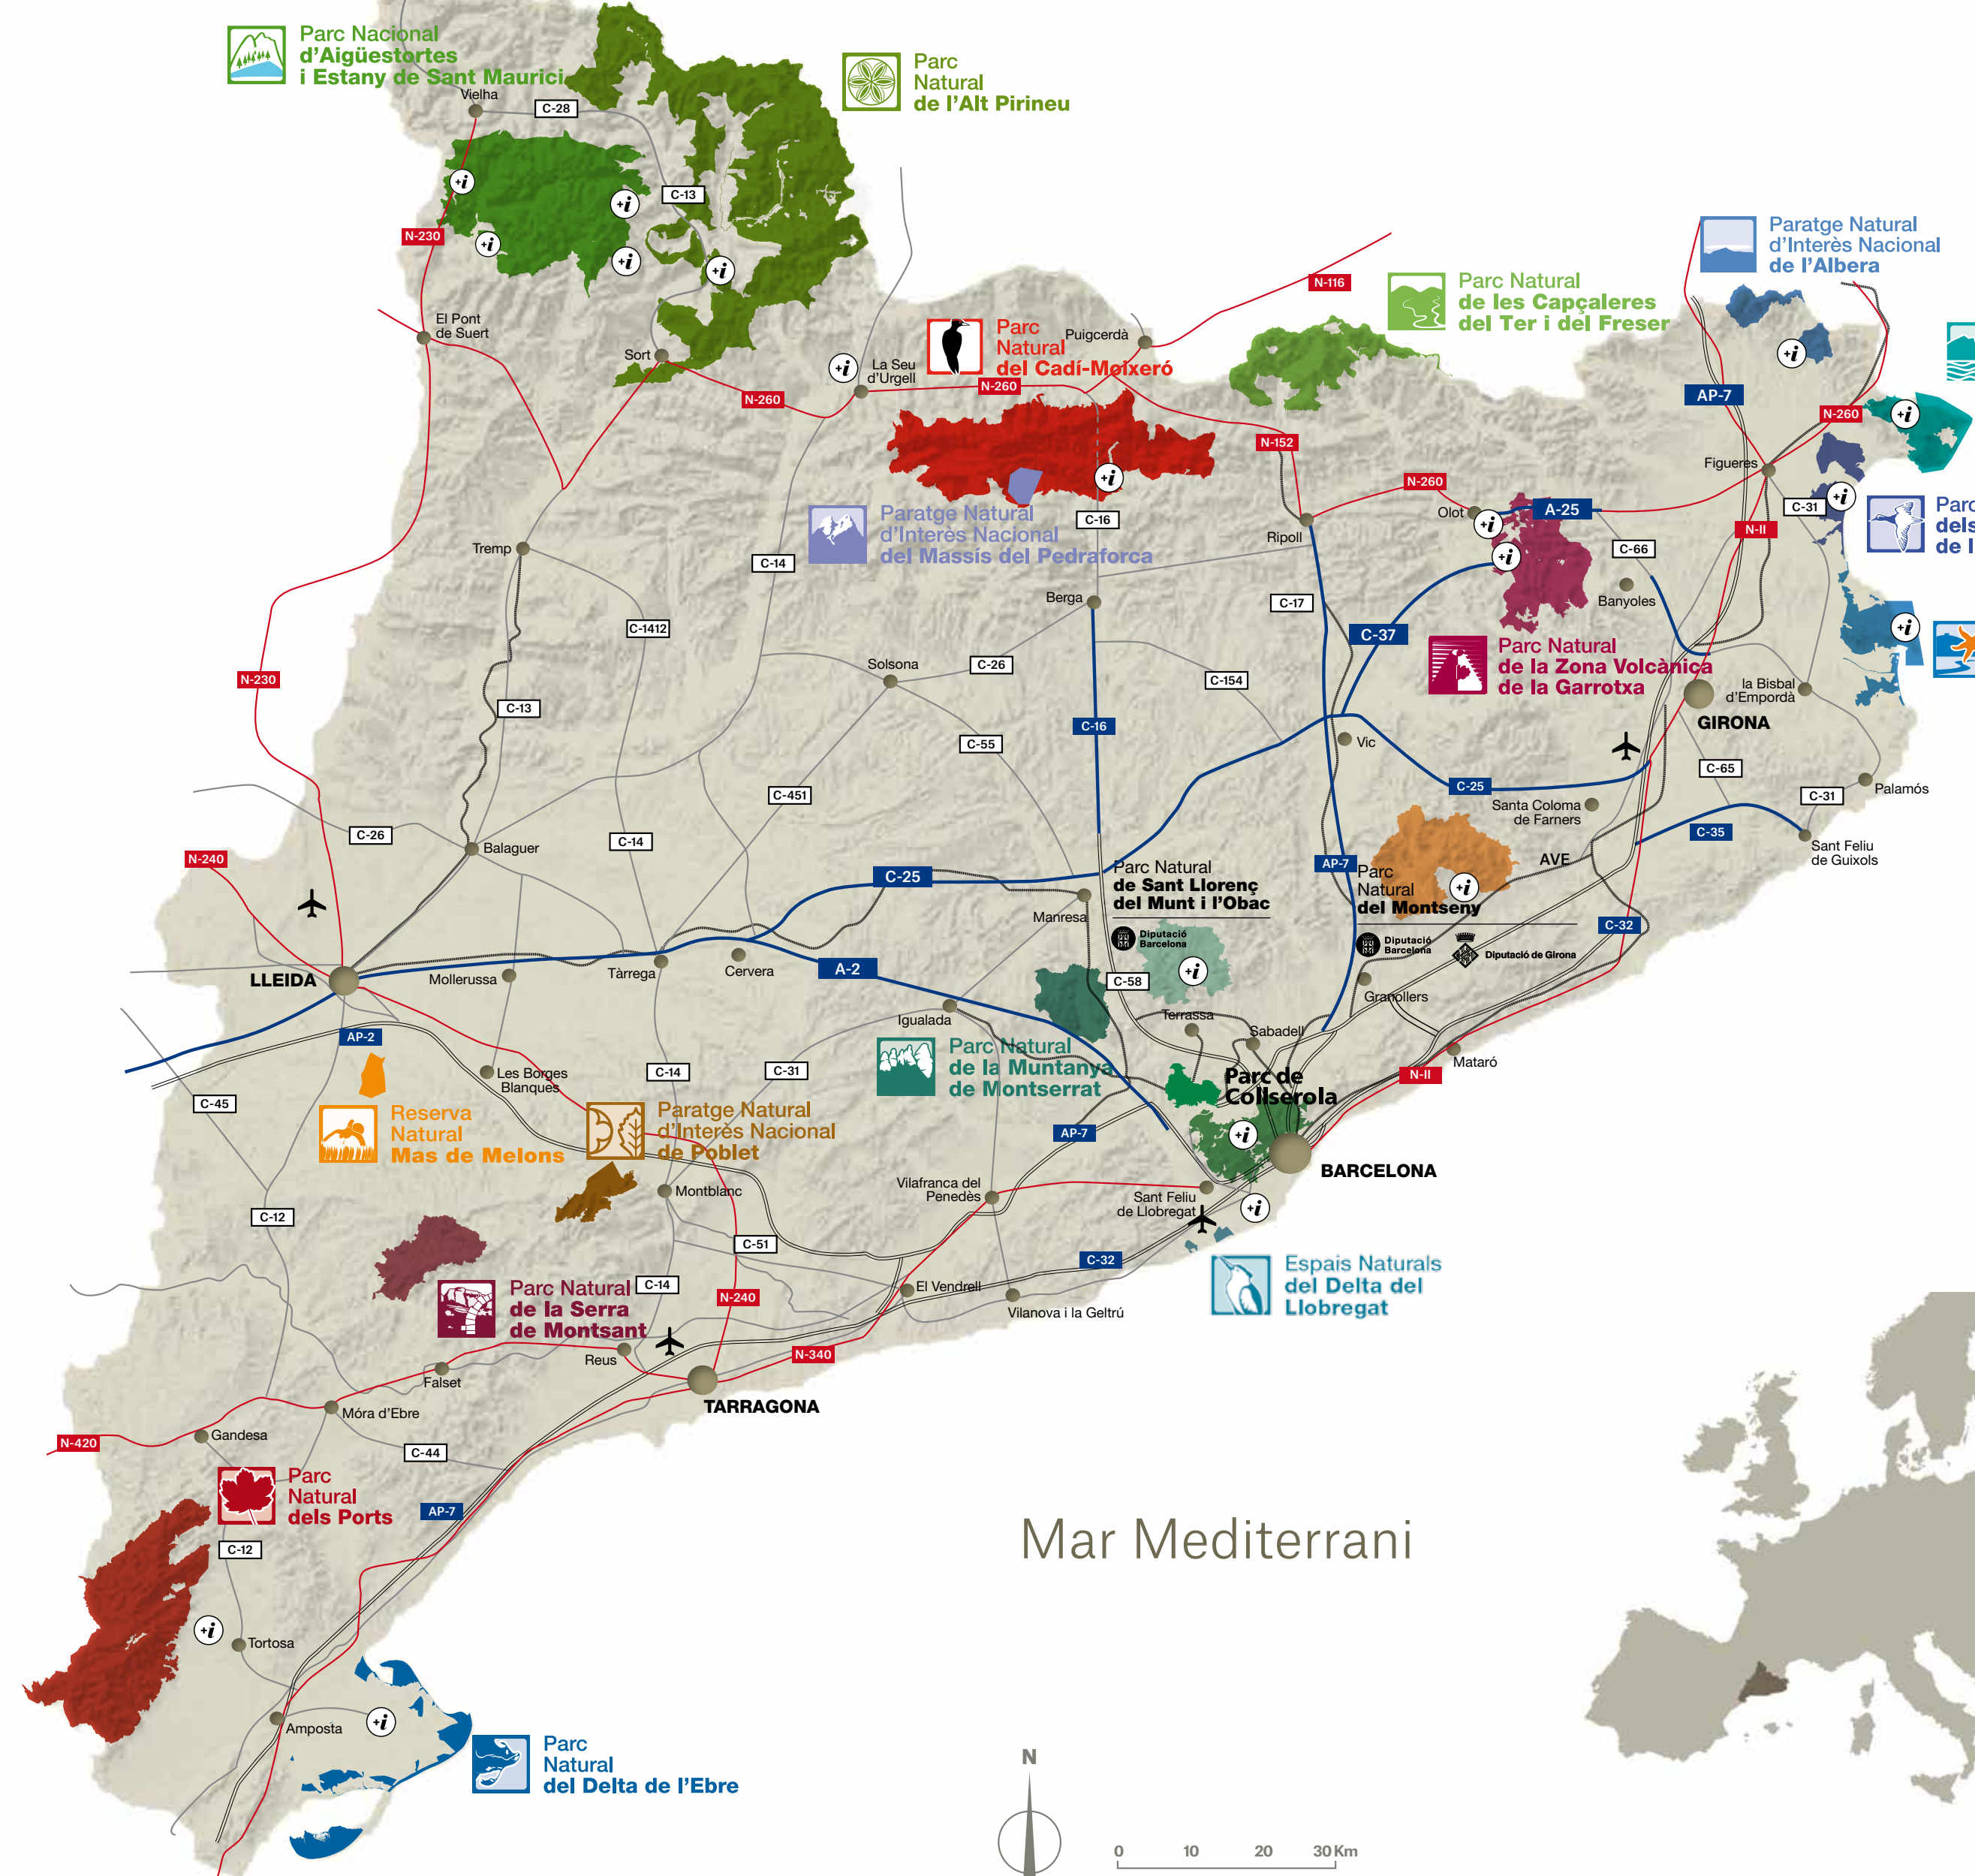 Parc Nacional
d'Aigüestortes
i Estany de Sant Maurici
Vielha
C-28
Parc
Natural
de l'Alt Pirineu
+i
+i
C-13
N-230
+i
+i
+i
Paratge Natural
d'Interès Nacional
de l'Albera
N-116
Parc Natural
de les Capçaleres
del Ter i del Freser
El Pont
de Suert
Sort
+i
La Seu
d'Urgell
Parc
Natural
del Cadí-Moixeró
Puigcerdà
N-260
N-260
+i
AP-7
N-260
+i
N-152
Figueres
+i
Paratge Natural
d'Interès Nacional
del Massís del Pedraforca
C-16
N-260
Olot
+i
A-25
C-31
+i
Parc
dels
de l
N-II
Ripoll
Tremp
C-14
+i
C-66
Banyoles
Berga
C-17
C-1412
C-37
+i
Parc Natural
de la Zona Volcànica
de la Garrotxa
Solsona
C-26
N-230
C-154
la Bisbal
d'Empordà
C-13
GIRONA
C-16
C-55
Vic
C-65
C-25
C-451
Palamós
C-31
Santa Coloma
de Farners
C-26
C-14
Balaguer
C-35
Sant Feliu
de Guixols
N-240
AVE
AP-7
C-25
Parc Natural
de Sant Llorenç
del Munt i l'Obac
Parc
Natural
del Montseny
+i
Manresa
C-32
Diputació
Barcelona
Diputació
Barcelona
Diputació de Girona
LLEIDA
Mollerussa
Tàrrega
Cervera
A-2
C-58
+i
Granollers
Igualada
Terrassa
Sabadell
AP-2
Parc Natural
de la Muntanya
de Montserrat
Mataró
N-II
Les Borges
Blanques
C-14
C-31
Parc de
Collserola
C-45
Reserva
Natural
Mas de Melons
Paratge Natural
d'Interès Nacional
de Poblet
AP-7
+i
BARCELONA
Montblanc
Vilafranca del
Penedès
Sant Feliu
de Llobregat
+i
C-12
C-51
C-32
Espais Naturals
del Delta del
Llobregat
Parc Natural
de la Serra
de Montsant
C-14
N-240
El Vendrell
Vilanova i la Geltrú
N-340
Reus
Falset
TARRAGONA
Móra d'Ebre
Gandesa
N-420
C-44
Parc
Natural
dels Ports
AP-7
C-12
Mar Mediterrani
+i
Tortosa
Amposta
+i
Parc
Natural
del Delta de l'Ebre
N
0 10 20 30 Km